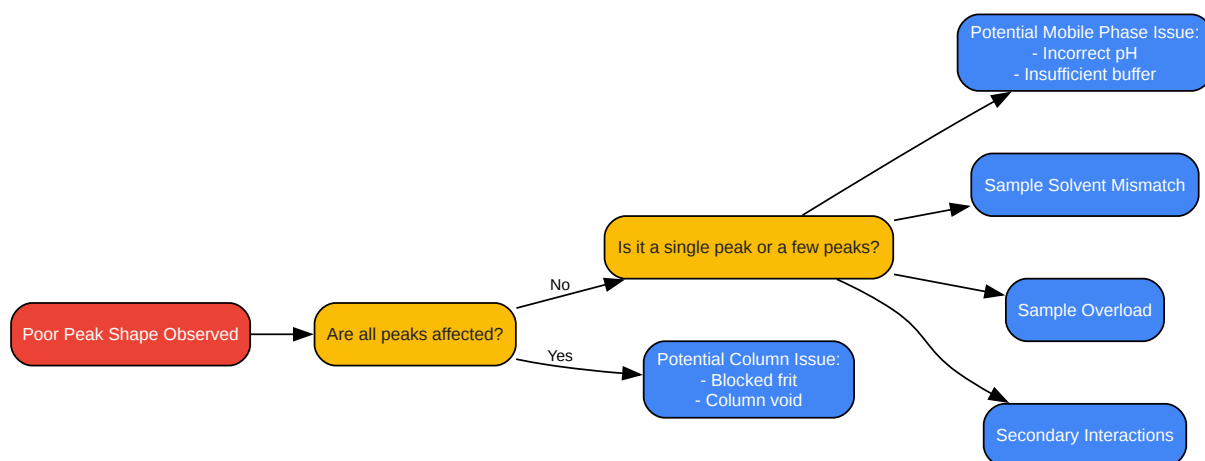 Poor Peak Shape Observed
Are all peaks affected?
No
Yes
Is it a single peak or a few peaks?
Potential Column Issue:
- Blocked frit
- Column void
Potential Mobile Phase Issue:
- Incorrect pH
- Insufficient buffer
Sample Solvent Mismatch
Sample Overload
Secondary Interactions